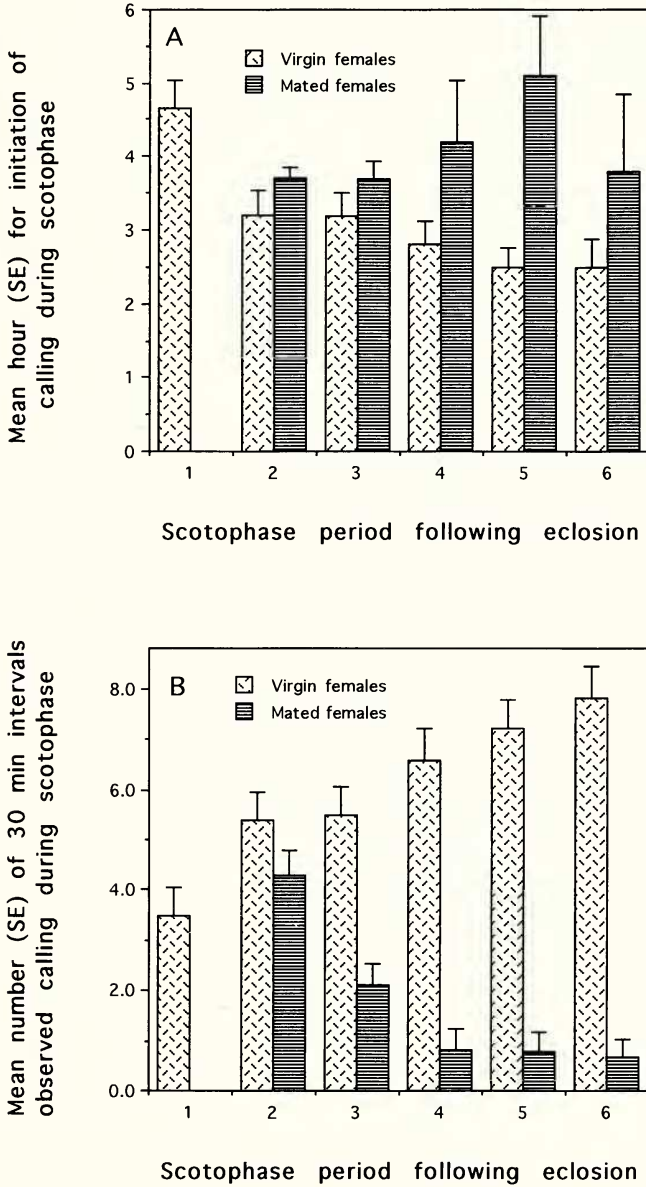 Mean hour (SE) for initiation of
calling during scotophase
6
5
4
3
2
1
0
A
Virgin females
Mated females
1 2 3 4 5 6
Scotophase period following eclosion
Mean number (SE) of 30 min intervals
observed calling during scotophase
8.0
6.0
4.0
2.0
0.0
B
Virgin females
Mated females
1 2 3 4 5 6
Scotophase period following eclosion